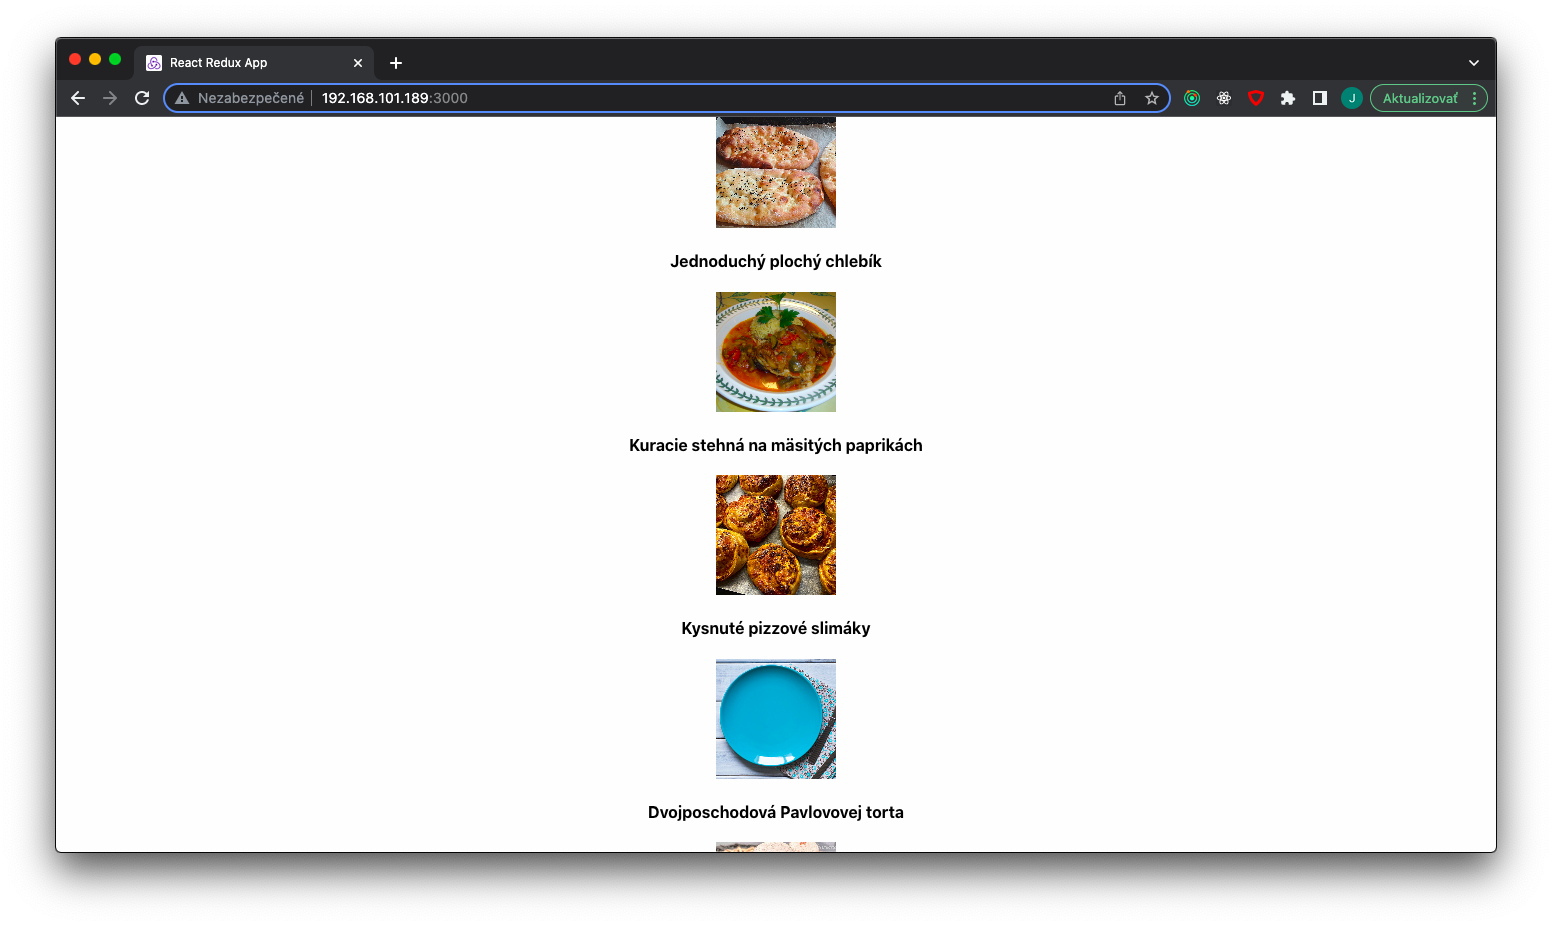 React Redux App
Nezabezpečené
192.168.101.189:3000
J
Aktualizovať
Jednoduchý plochý chlebík
Kuracie stehná na mäsitých paprikách
Kysnuté pizzové slimáky
Dvojposchodová Pavlovovej torta